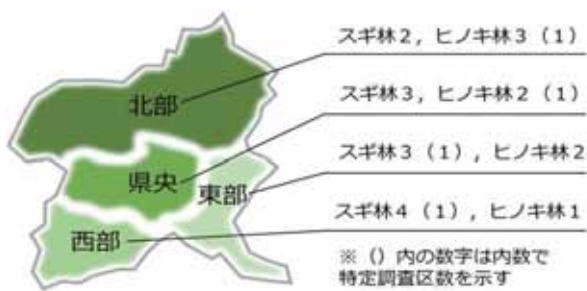 スギ林2，ヒノキ林3（1）
北部
スギ林3，ヒノキ林2（1）
県央
スギ林3（1），ヒノキ林2
東部
スギ林4（1），ヒノキ林1
西部
※（）内の数字は内数で
特定調査区数を示す